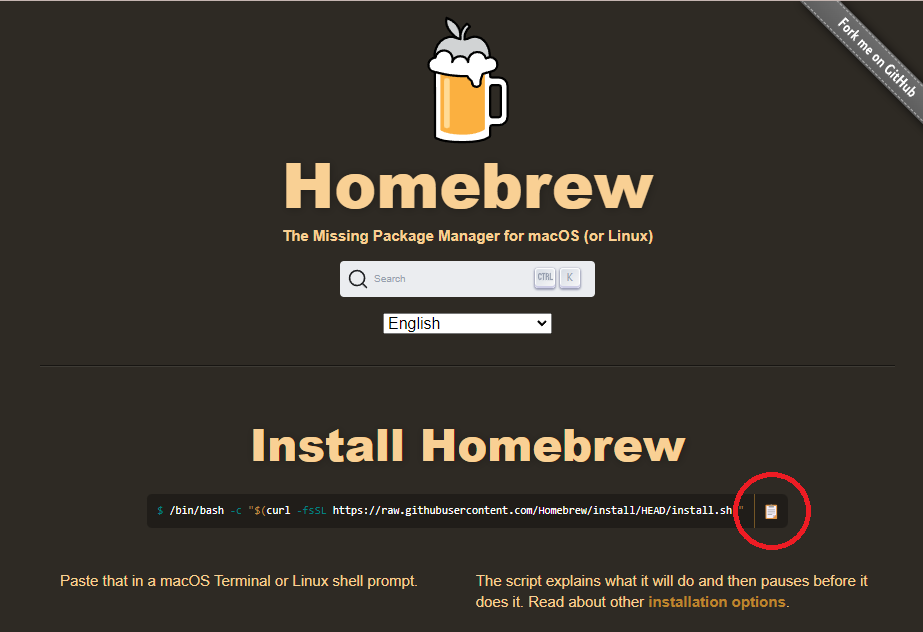 Fork me on GitHub
Homebrew
The Missing Package Manager for macOS (or Linux)
Search CTRL K
English
Install Homebrew
$ /bin/bash -c "$(curl -fsSL https://raw.githubusercontent.com/Homebrew/install/HEAD/install.sh)"
Paste that in a macOS Terminal or Linux shell prompt.
The script explains what it will do and then pauses before it
does it. Read about other installation options.